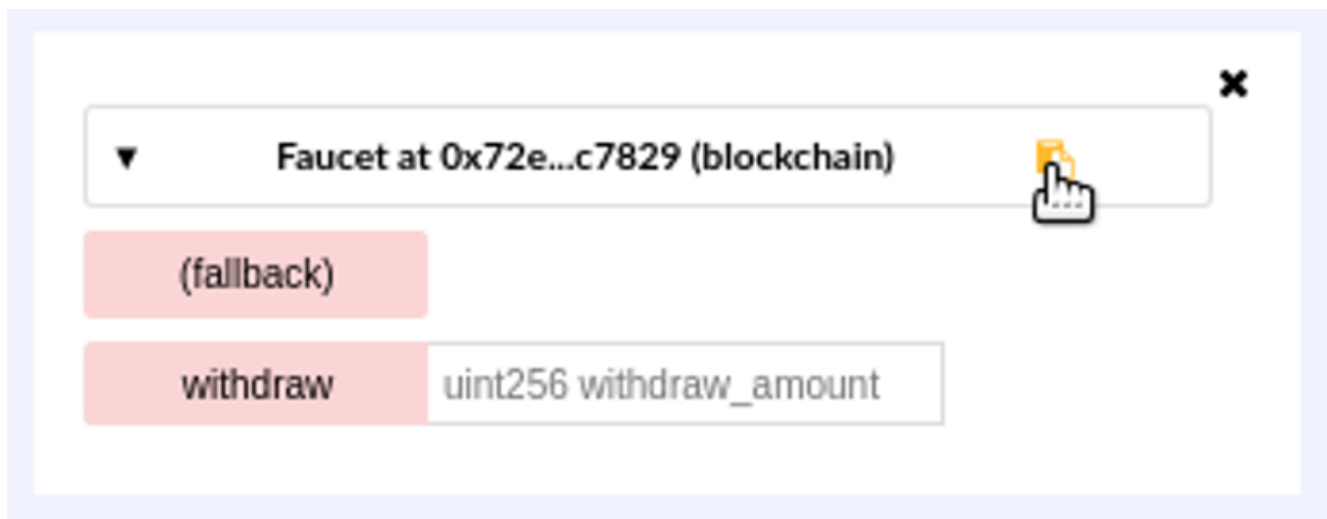 Faucet at 0x72e...c7829 (blockchain)
(fallback)
withdraw uint256 withdraw_amount